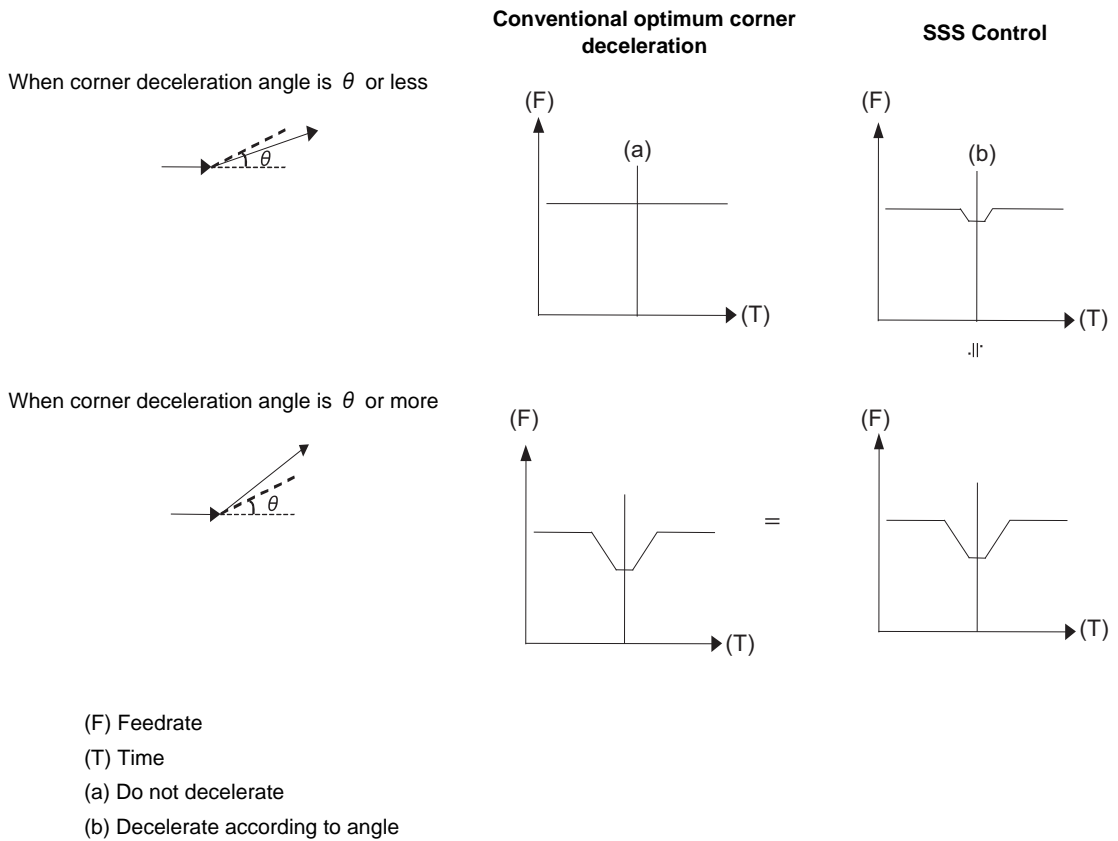 Conventional optimum corner
deceleration
SSS Control
When corner deceleration angle is θ or less
θ
(F)
(a)
(T)
(F)
(b)
(T)
When corner deceleration angle is θ or more
θ
(F)
(T)
=
(F)
(T)
(F) Feedrate
(T) Time
(a) Do not decelerate
(b) Decelerate according to angle